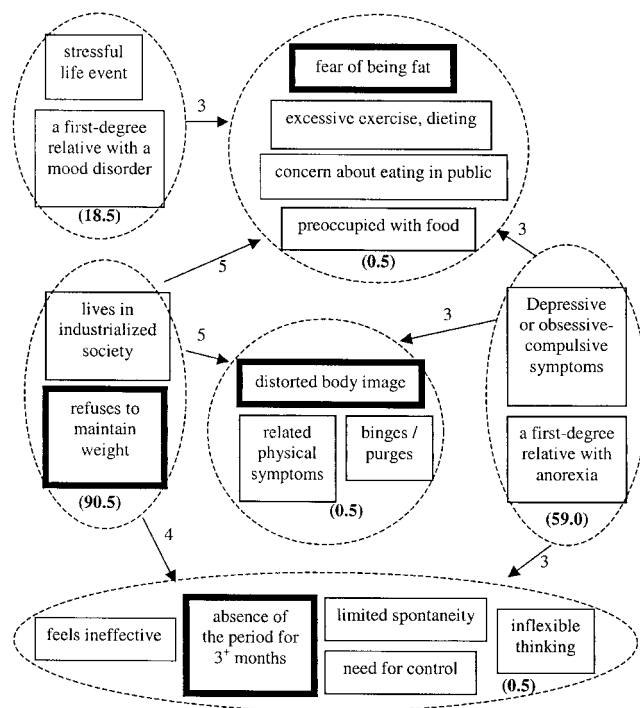 stressful
life event
a first-degree
relative with a
mood disorder
(18.5)
3
fear of being fat
excessive exercise, dieting
concern about eating in public
preoccupied with food
(0.5)
5
3
lives in
industrialized
society
refuses to
maintain
weight
(90.5)
5
3
distorted body image
related
physical
symptoms
binges /
purges
(0.5)
Depressive
or obsessive-
compulsive
symptoms
a first-degree
relative with
anorexia
(59.0)
4
3
feels ineffective
absence of
the period for
3+ months
limited spontaneity
need for control
inflexible
thinking
(0.5)